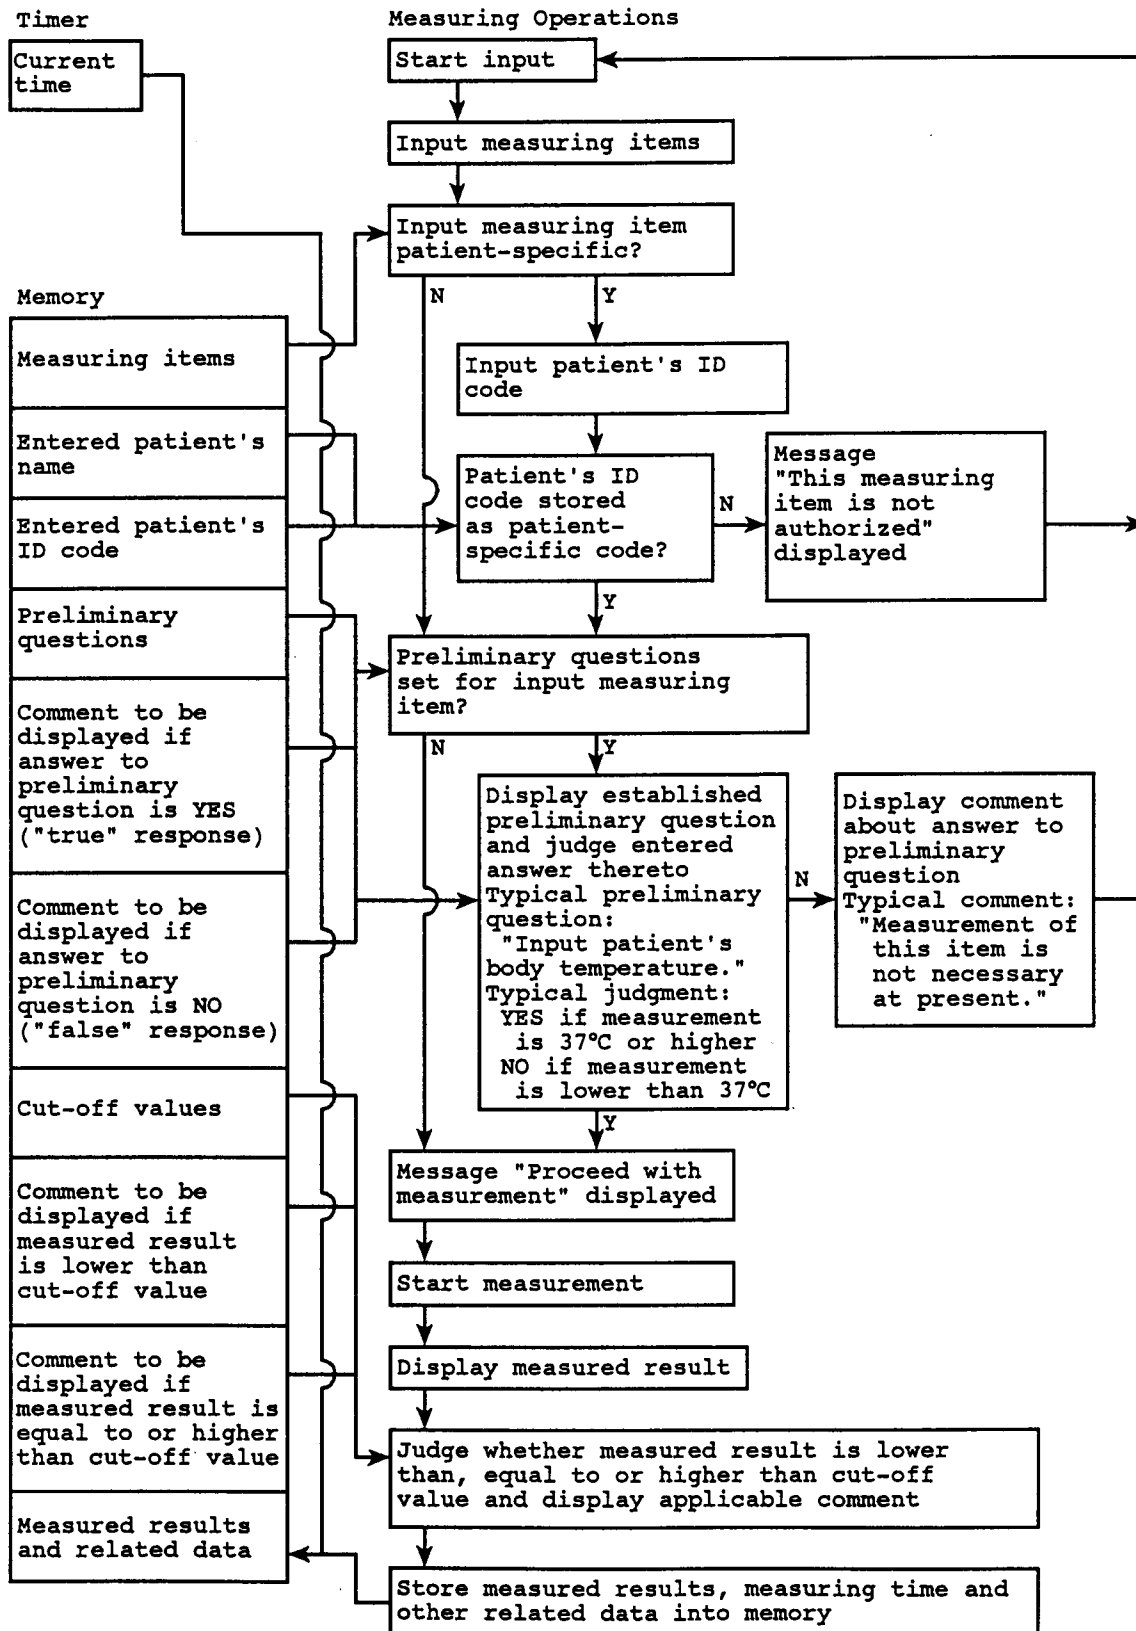 Timer
Current
time
Measuring Operations
Start input
Input measuring items
Input measuring item
patient-specific?
N
Y
Input patient's ID
code
Patient's ID
code stored
as patient-
specific code?
N
Message
"This measuring
item is not
authorized"
displayed
Y
Preliminary questions
set for input measuring
item?
N
Y
Display established
preliminary question
and judge entered
answer thereto
Typical preliminary
question:
"Input patient's
body temperature."
Typical judgment:
YES if measurement
is 37°C or higher
NO if measurement
is lower than 37°C
N
Display comment
about answer to
preliminary
question
Typical comment:
"Measurement of
this item is
not necessary
at present."
Y
Message "Proceed with
measurement" displayed
Start measurement
Display measured result
Judge whether measured result is lower
than, equal to or higher than cut-off
value and display applicable comment
Store measured results, measuring time and
other related data into memory
Memory
Measuring items
Entered patient's
name
Entered patient's
ID code
Preliminary
questions
Comment to be
displayed if
answer to
preliminary
question is YES
("true" response)
Comment to be
displayed if
answer to
preliminary
question is NO
("false" response)
Cut-off values
Comment to be
displayed if
measured result
is lower than
cut-off value
Comment to be
displayed if
measured result is
equal to or higher
than cut-off value
Measured results
and related data